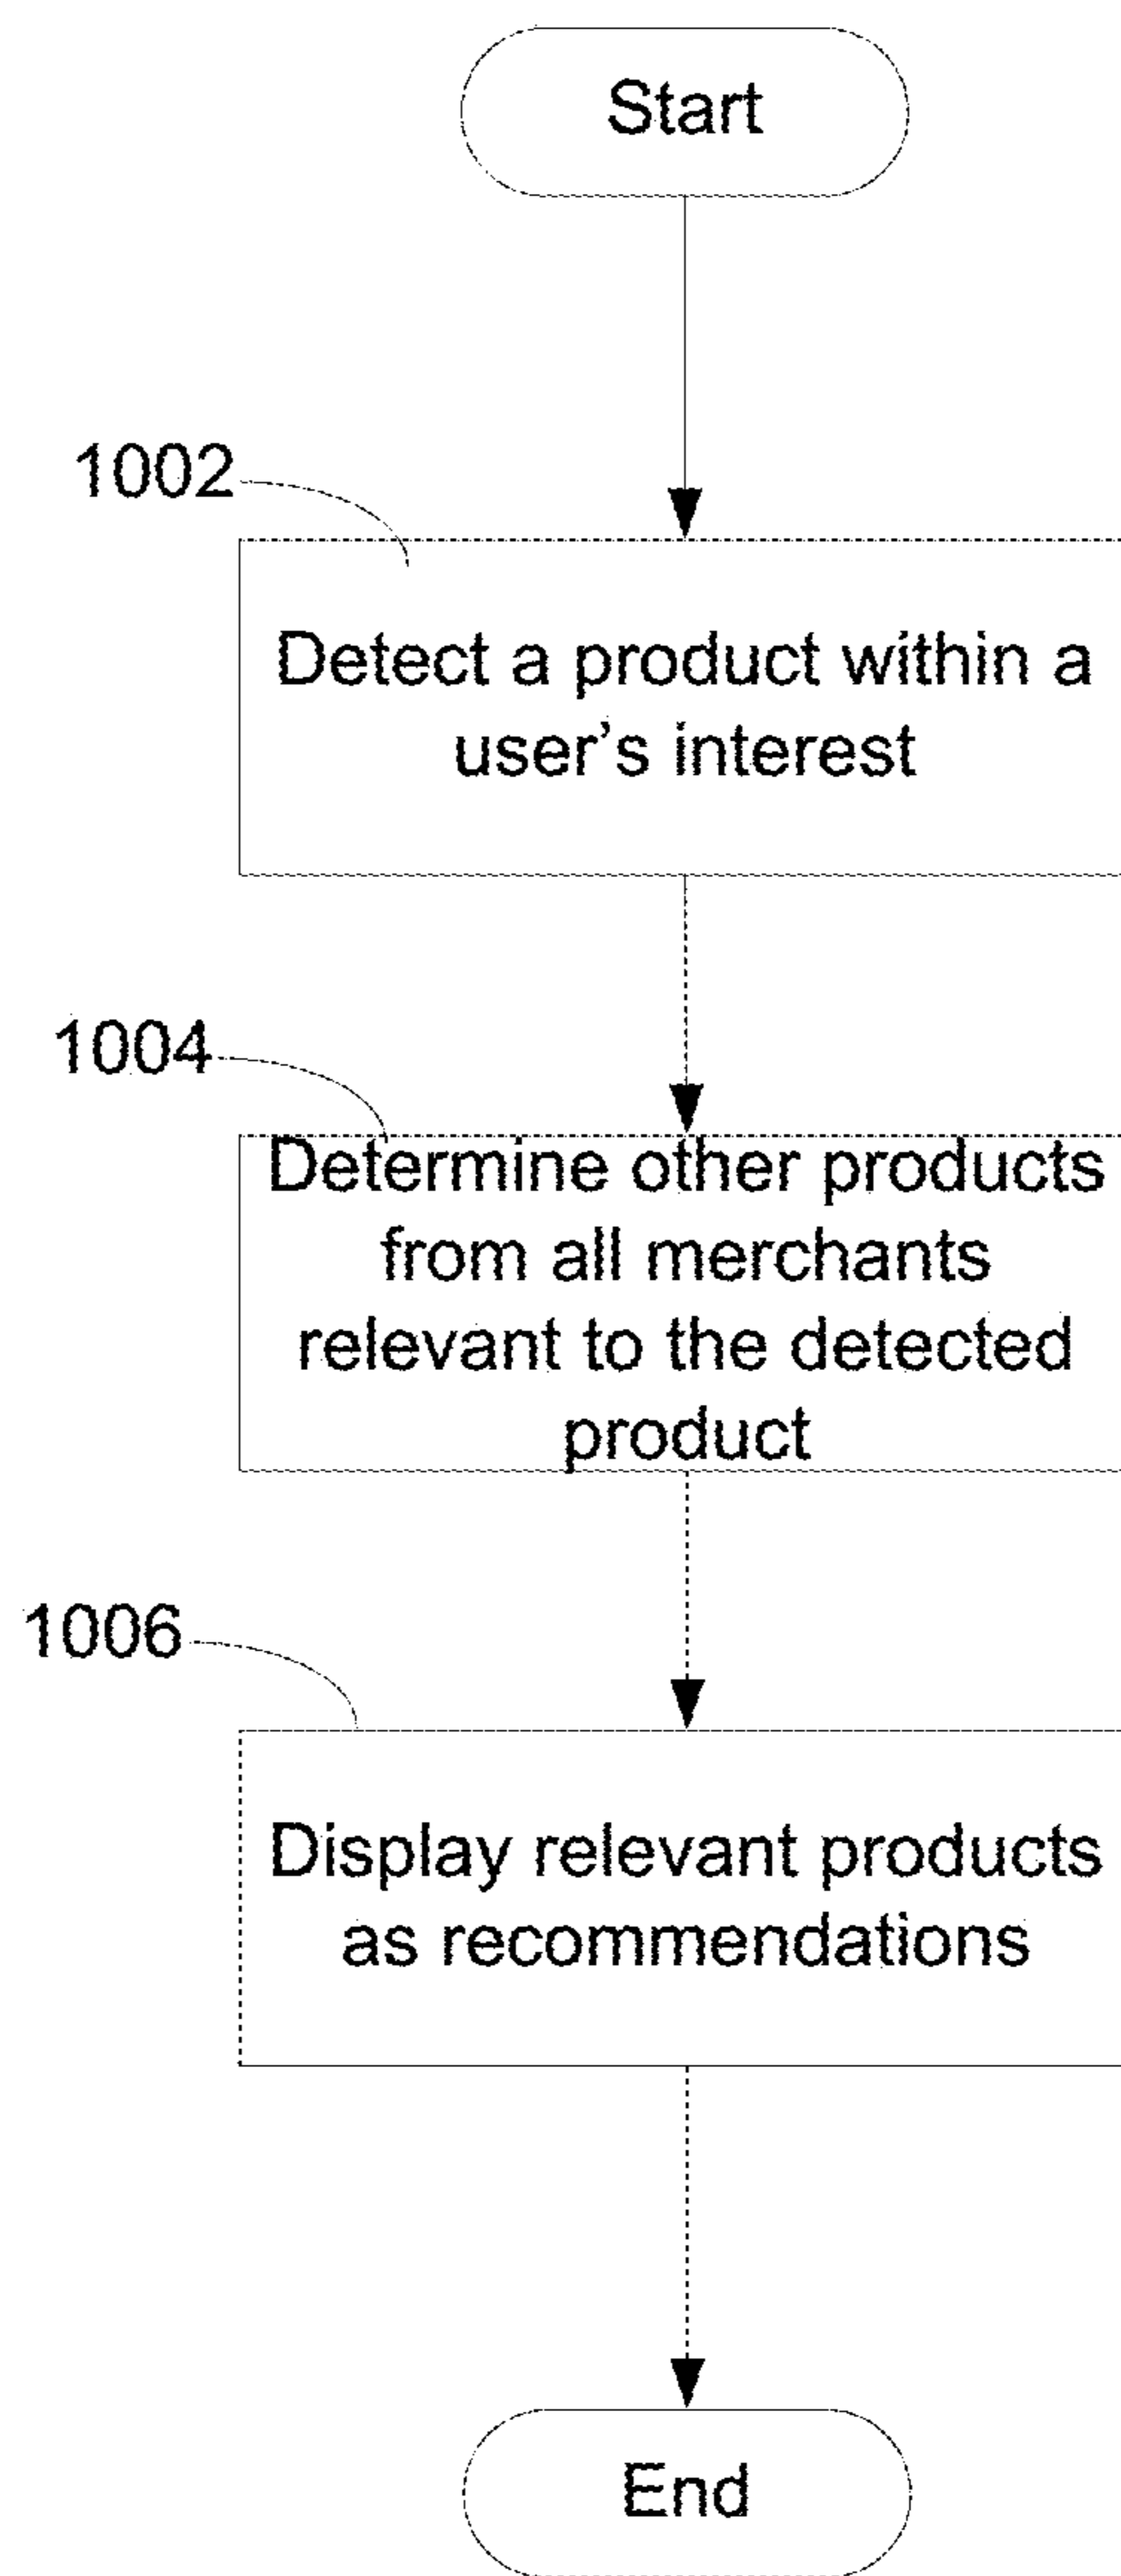 Start
1002
Detect a product within a
user's interest
1004
Determine other products
from all merchants
relevant to the detected
product
1006
Display relevant products
as recommendations
End